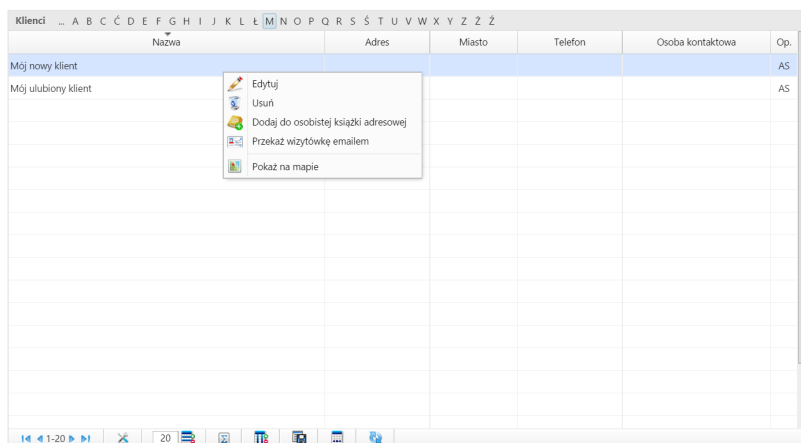 Klienci ... A B C Ć D E F G H I J K L Ł M N O P Q R S Ś T U V W X Y Z Ż Ź
Nazwa Adres Miasto Telefon Osoba kontaktowa Op.
Mój nowy klient AS
Mój ulubiony klient AS
Edytuj
Usuń
Dodaj do osobistej książki adresowej
Przekaż wizytówkę emailem
Pokaż na mapie
1-20 20